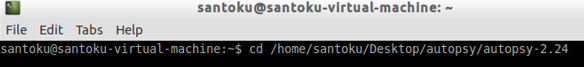 santoku@santoku-virtual-machine: ~
File Edit Tabs Help
santoku@santoku-virtual-machine:~$ cd /home/santoku/Desktop/autopsy/autopsy-2.24